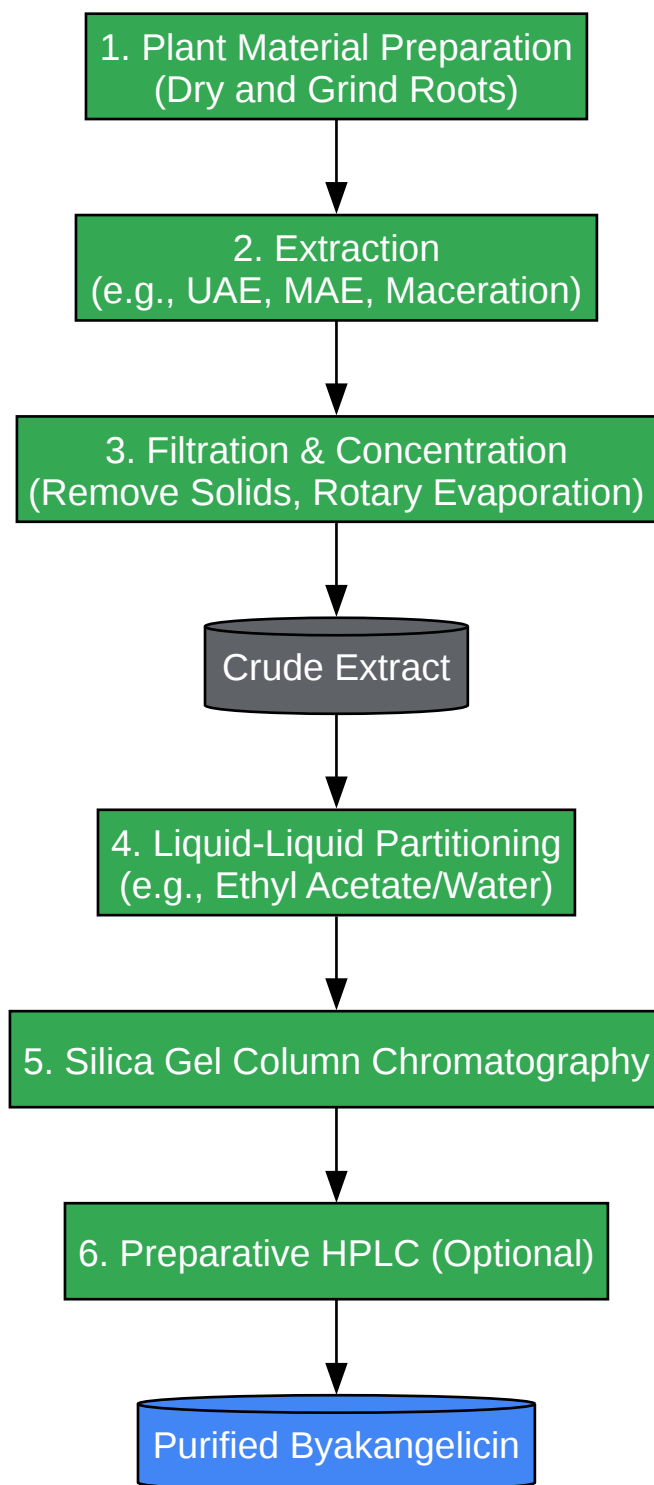 1. Plant Material Preparation
(Dry and Grind Roots)
2. Extraction
(e.g., UAE, MAE, Maceration)
3. Filtration & Concentration
(Remove Solids, Rotary Evaporation)
Crude Extract
4. Liquid-Liquid Partitioning
(e.g., Ethyl Acetate/Water)
5. Silica Gel Column Chromatography
6. Preparative HPLC (Optional)
Purified Byakangelicin